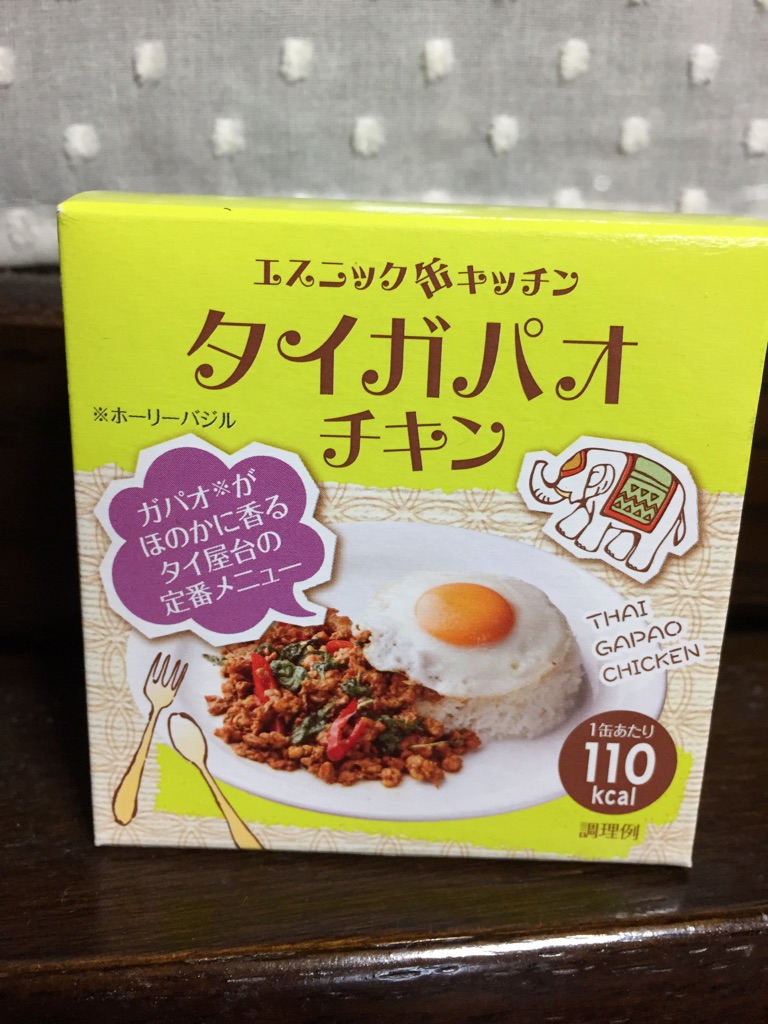 エスニック缶キッチン
タイガパオ
チキン
※ホーリーバジル
ガパオ※が
ほのかに香る
タイ屋台の
定番メニュー
THAI
GAPAO
CHICKEN
1缶あたり
110
kcal
調理例